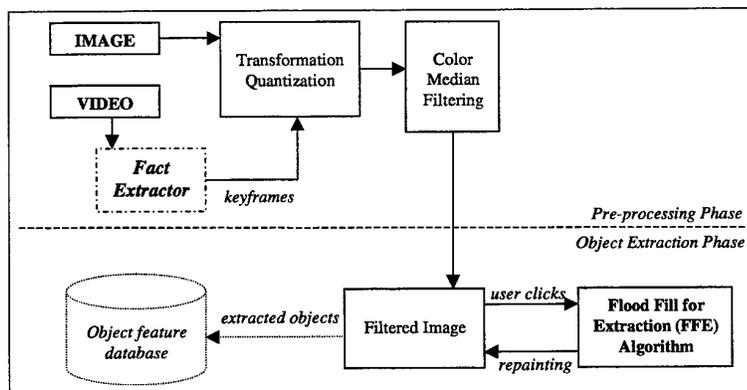 IMAGE
Transformation
Quantization
Color
Median
Filtering
VIDEO
Fact
Extractor
keyframes
Pre-processing Phase
Object Extraction Phase
Object feature
database
extracted objects
Filtered Image
user clicks
repainting
Flood Fill for
Extraction (FFE)
Algorithm